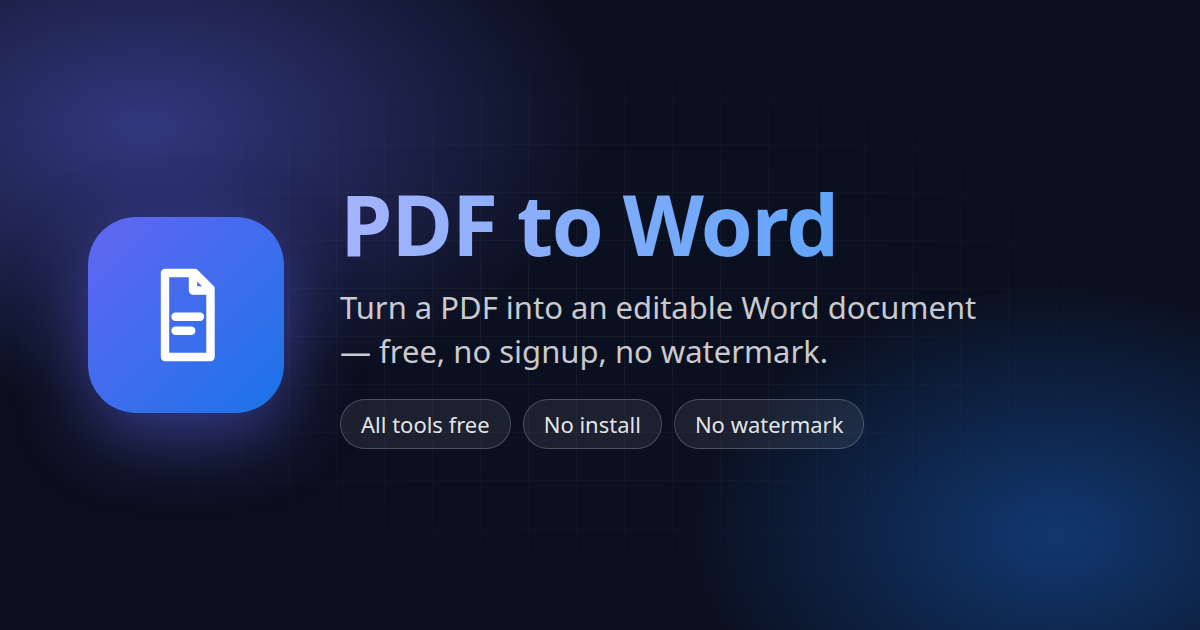 PDF to Word
Turn a PDF into an editable Word document
— free, no signup, no watermark.
All tools free
No install
No watermark